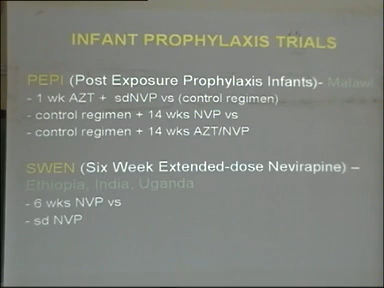 INFANT PROPHYLAXIS TRIALS
PEPI (Post Exposure Prophylaxis Infants)- Malawi
- 1 wk AZT + sdNVP vs (control regimen)
- control regimen + 14 wks NVP vs
- control regimen + 14 wks AZT/NVP
SWEN (Six Week Extended-dose Nevirapine) –
Ethiopia, India, Uganda
- 6 wks NVP vs
- sd NVP